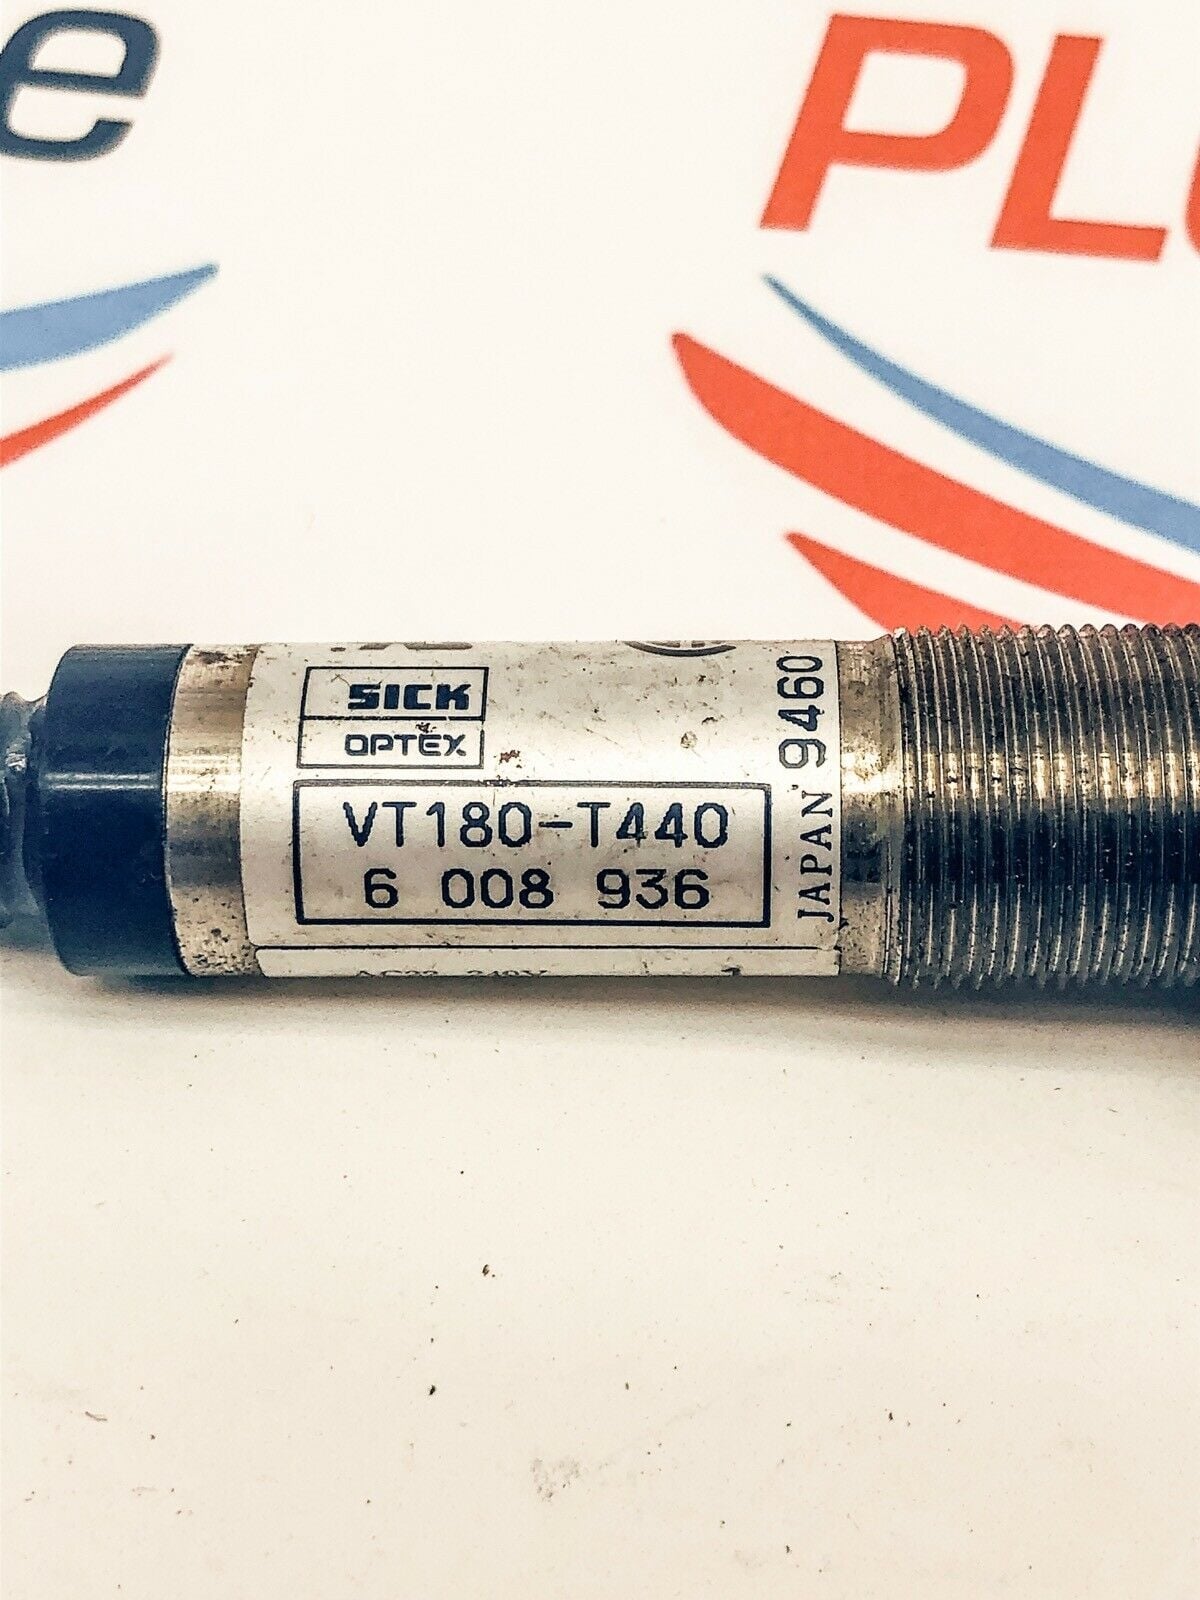 e
PL
SICK
OPTEX
VT180-T440
6 008 936
JAPAN 9460